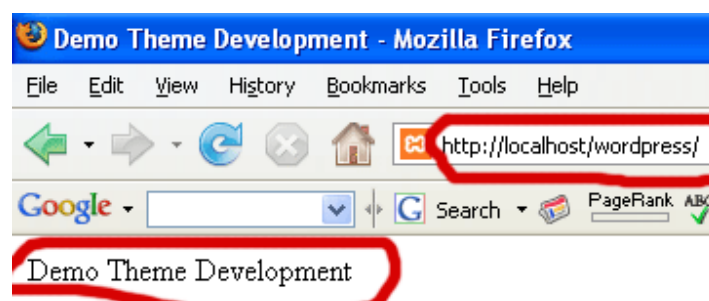 Demo Theme Development - Mozilla Firefox
File Edit View History Bookmarks Tools Help
http://localhost/wordpress/
Google Search PageRank ABC
Demo Theme Development